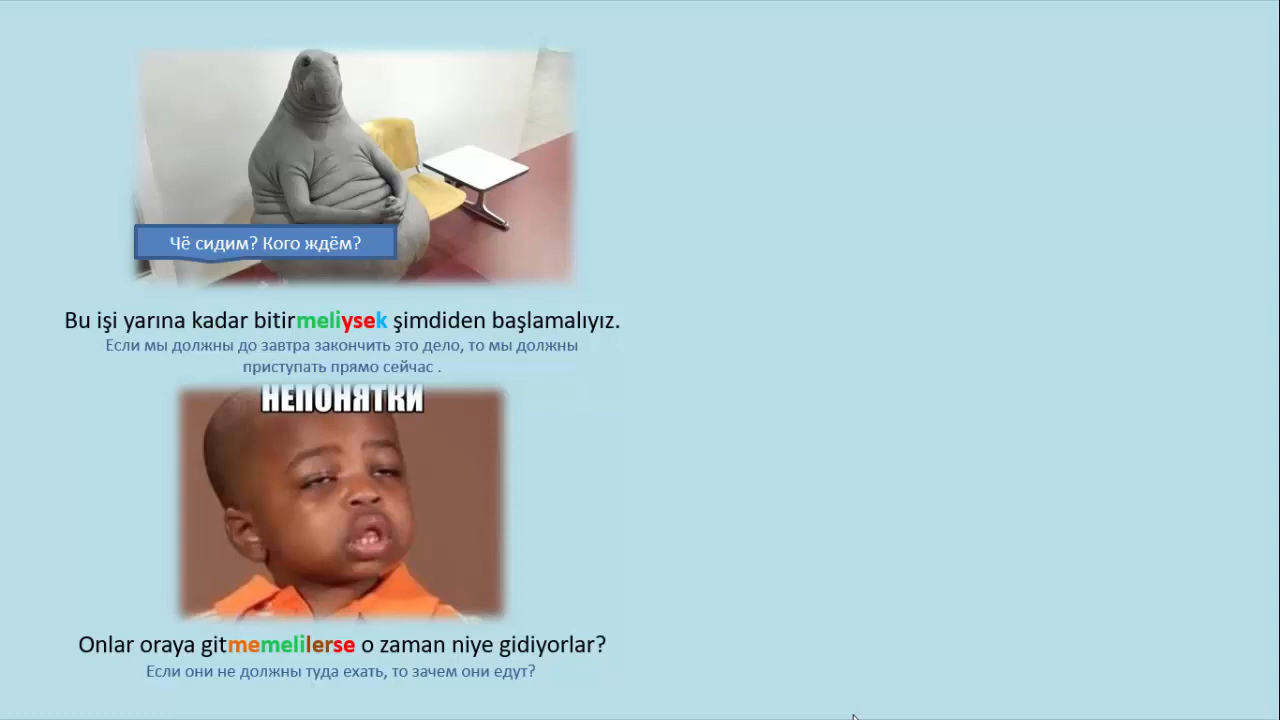 Чё сидим? Кого ждём?
Bu işi yarına kadar bitirmeliysek şimdiden başlamalıyız.
Если мы должны до завтра закончить это дело, то мы должны
приступать прямо сейчас .
НЕПОНЯТКИ
Onlar oraya gitmemelilerse o zaman niye gidiyorlar?
Если они не должны туда ехать, то зачем они едут?